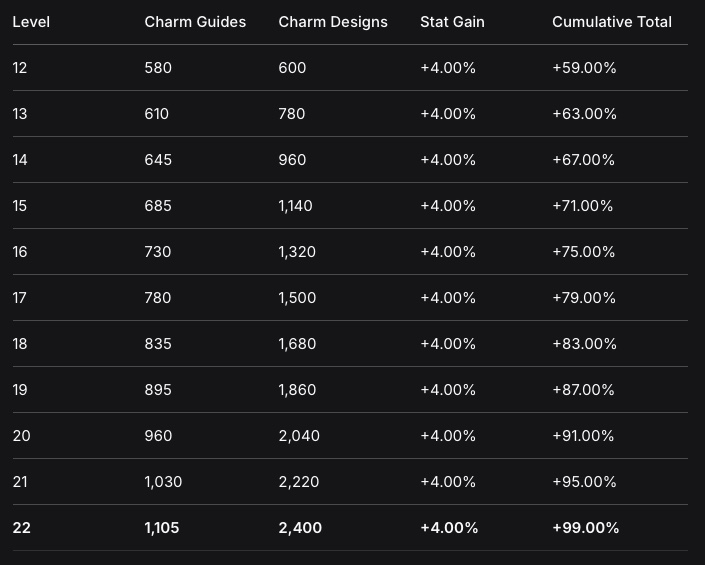 Level Charm Guides Charm Designs Stat Gain Cumulative Total
12 580 600 +4.00% +59.00%
13 610 780 +4.00% +63.00%
14 645 960 +4.00% +67.00%
15 685 1,140 +4.00% +71.00%
16 730 1,320 +4.00% +75.00%
17 780 1,500 +4.00% +79.00%
18 835 1,680 +4.00% +83.00%
19 895 1,860 +4.00% +87.00%
20 960 2,040 +4.00% +91.00%
21 1,030 2,220 +4.00% +95.00%
22 1,105 2,400 +4.00% +99.00%